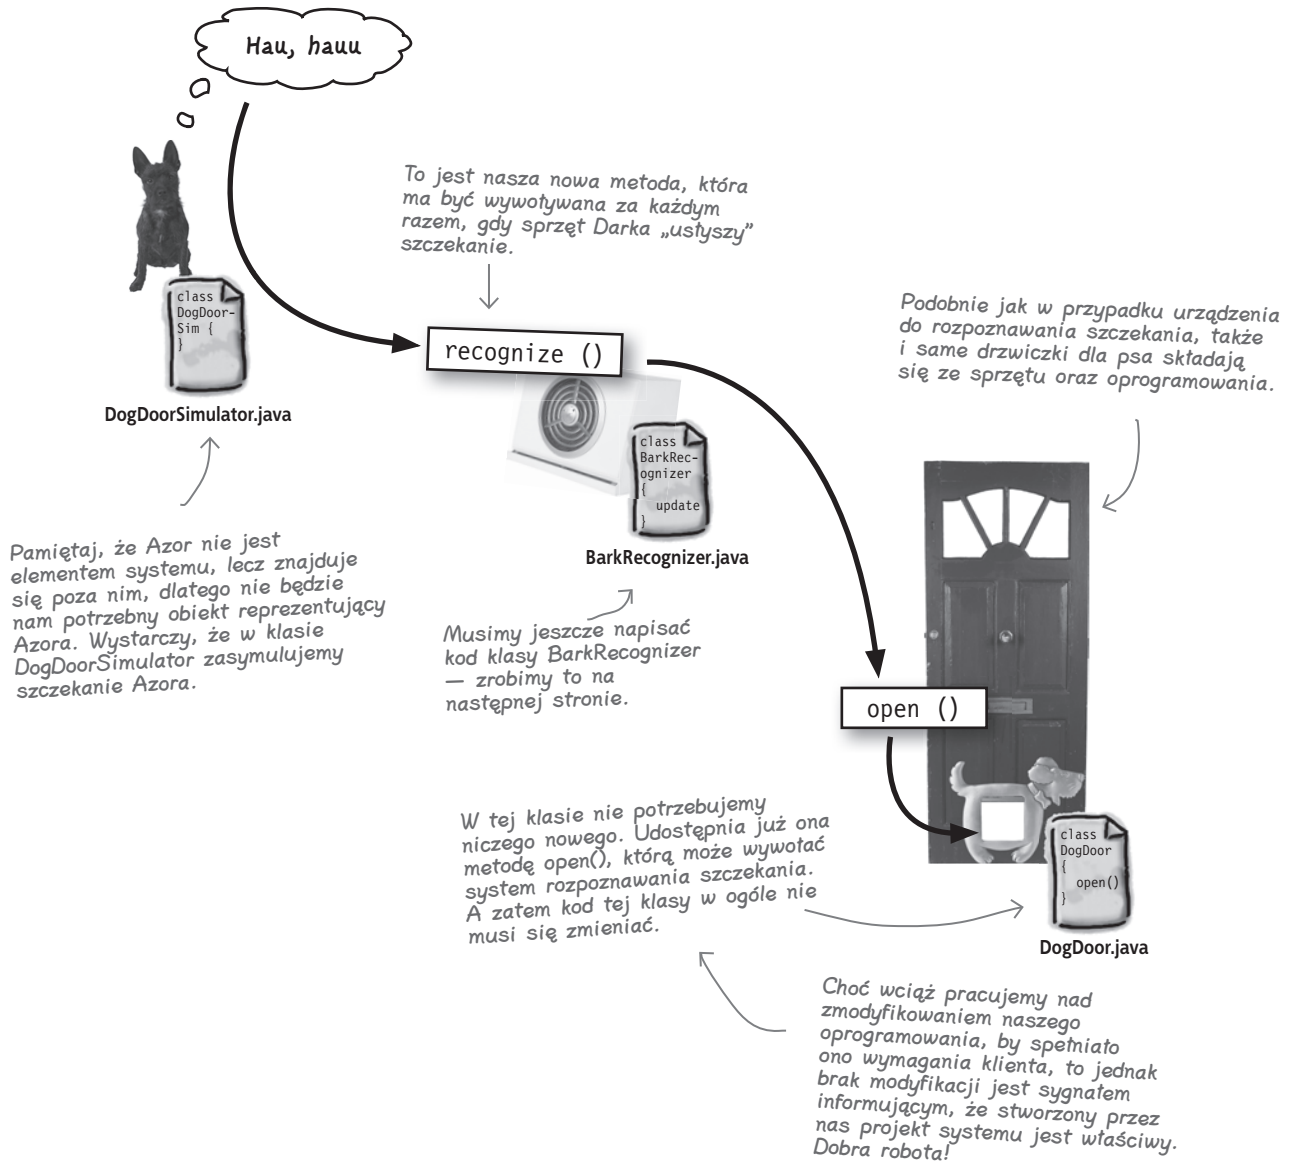 Hau, hauu
To jest nasza nowa metoda, która
ma być wywoływana za każdym
razem, gdy sprzęt Darka „usłyszy”
szczekanie.
class
DogDoor-
Sim {
}
DogDoorSimulator.java
recognize ()
Podobnie jak w przypadku urządzenia
do rozpoznawania szczekania, także
i same drzwiczki dla psa składają
się ze sprzętu oraz oprogramowania.
class
BarkRec-
ognizer
{
update
}
BarkRecognizer.java
Pamiętaj, że Azor nie jest
elementem systemu, lecz znajduje
się poza nim, dlatego nie będzie
nam potrzebny obiekt reprezentujący
Azora. Wystarczy, że w klasie
DogDoorSimulator zasymulujemy
szczekanie Azora.
Musimy jeszcze napisać
kod klasy BarkRecognizer
— zrobimy to na
następnej stronie.
open ()
W tej klasie nie potrzebujemy
niczego nowego. Udostępnia już ona
metodę open(), którą może wywołać
system rozpoznawania szczekania.
A zatem kod tej klasy w ogóle nie
musi się zmieniać.
class
DogDoor
{
open()
}
DogDoor.java
Choć wciąż pracujemy nad
zmodyfikowaniem naszego
oprogramowania, by spełniało
ono wymagania klienta, to jednak
brak modyfikacji jest sygnałem
informującym, że stworzony przez
nas projekt systemu jest właściwy.
Dobra robota!